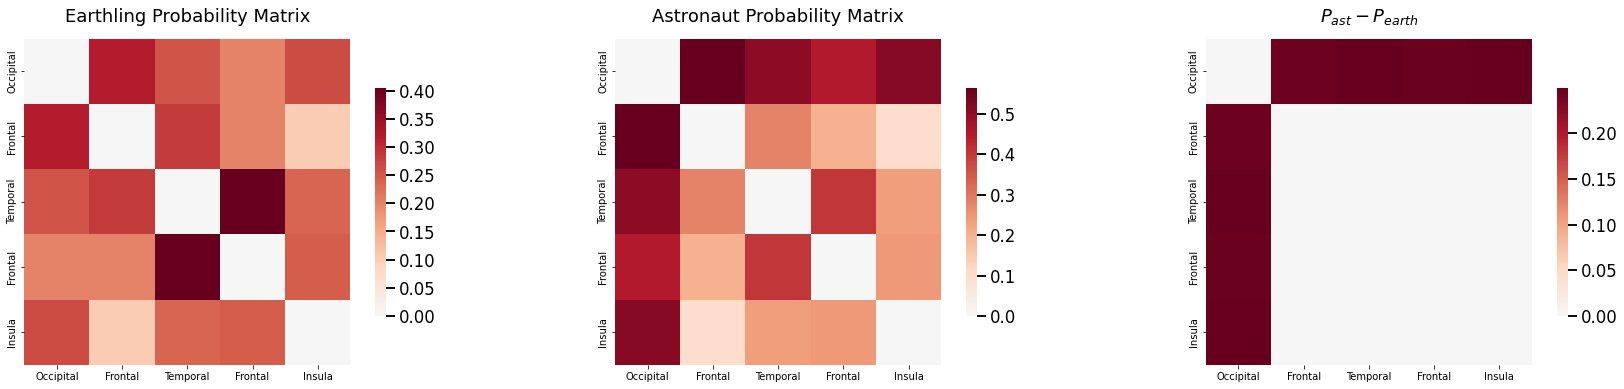 Earthling Probability Matrix
Occipital
Frontal
Temporal
Frontal
Insula
Occipital Frontal Temporal Frontal Insula
0.40
0.35
0.30
0.25
0.20
0.15
0.10
0.05
0.00
Astronaut Probability Matrix
Occipital
Frontal
Temporal
Frontal
Insula
Occipital Frontal Temporal Frontal Insula
0.5
0.4
0.3
0.2
0.1
0.0
P_ast − P_earth
Occipital
Frontal
Temporal
Frontal
Insula
Occipital Frontal Temporal Frontal Insula
0.20
0.15
0.10
0.05
0.00